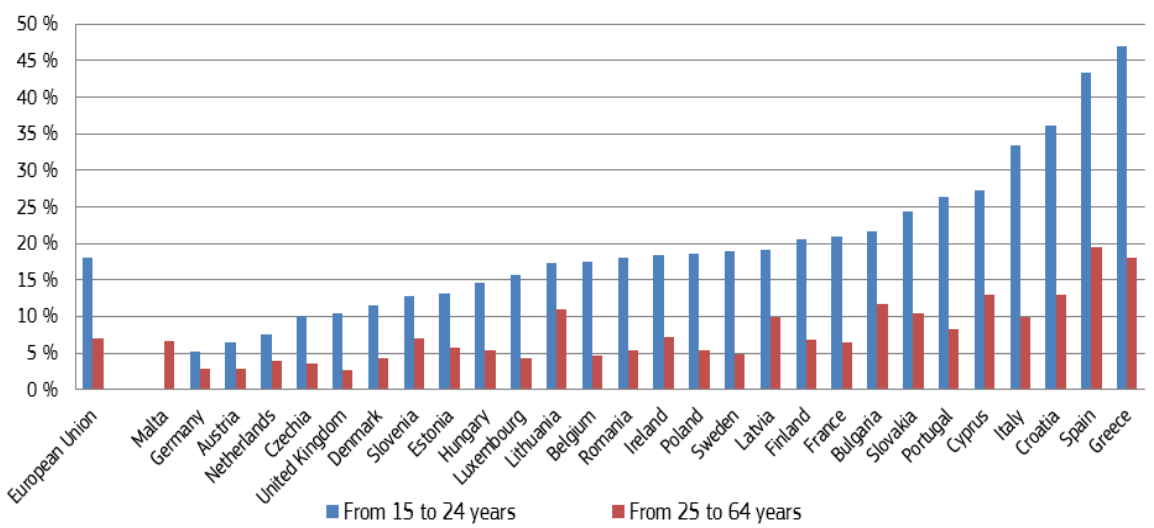 50 %
45 %
40 %
35 %
30 %
25 %
20 %
15 %
10 %
5 %
0 %
European Union
Malta
Germany
Austria
Netherlands
Czechia
United Kingdom
Denmark
Slovenia
Estonia
Hungary
Luxembourg
Lithuania
Belgium
Romania
Ireland
Poland
Sweden
Latvia
Finland
France
Bulgaria
Slovakia
Portugal
Cyprus
Italy
Croatia
Spain
Greece
From 15 to 24 years
From 25 to 64 years